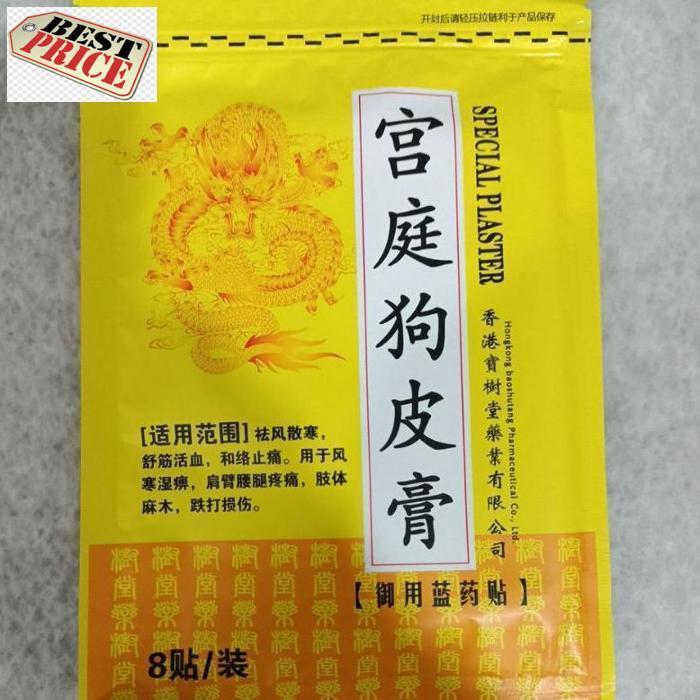 BEST
PRICE
开封后请轻压拉链利于产品保存
SPECIAL PLASTER
宫庭狗皮膏
香港寶樹堂藥業有限公司
Hongkong baoshutang Pharmaceutical Co., Ltd.
[适用范围] 祛风散寒，
舒筋活血，和络止痛。用于风
寒湿痹，肩臂腰腿疼痛，肢体
麻木，跌打损伤。
【御用蓝药贴】
8贴/装